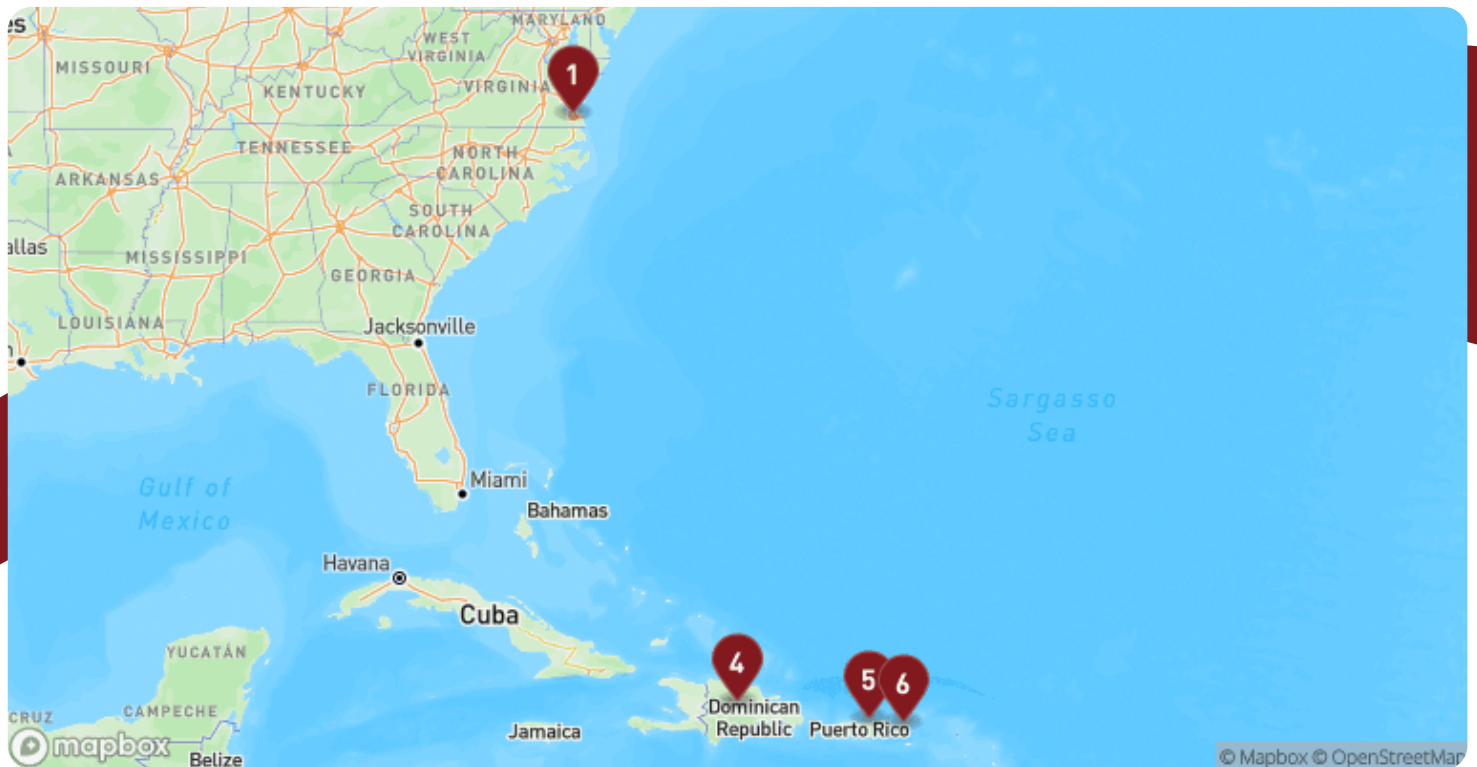 es
MARYLAND
WEST
VIRGINIA
MISSOURI
1
KENTUCKY
VIRGINIA
TENNESSEE
NORTH
CAROLINA
ARKANSAS
SOUTH
CAROLINA
allas
MISSISSIPPI
GEORGIA
LOUISIANA
Jacksonville
FLORIDA
Sargasso
Sea
Miami
Gulf of
Mexico
Bahamas
Havana
Cuba
YUCATÁN
4
5
6
CAMPECHE
CRUZ
Dominican
Republic
Puerto Rico
Jamaica
mapbox
Belize
© Mapbox © OpenStreetMap